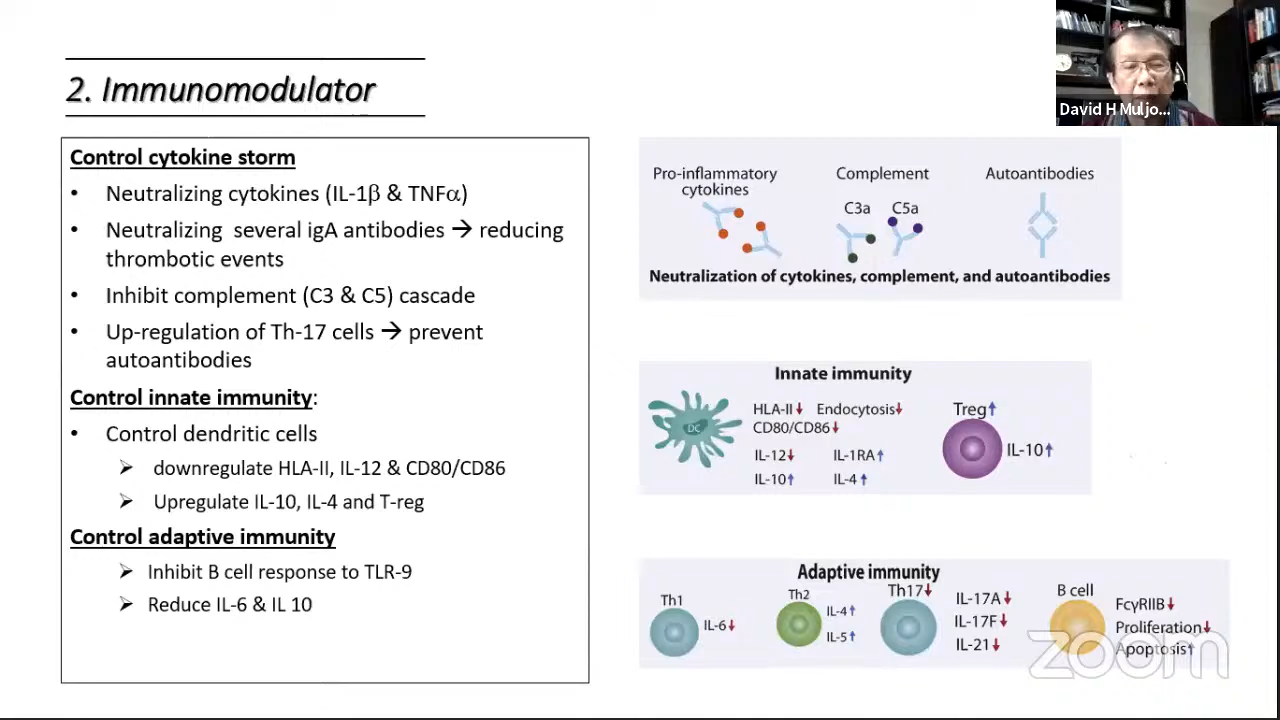 2. Immunomodulator
David H Muljo...
Control cytokine storm
• Neutralizing cytokines (IL-1β & TNFα)
• Neutralizing several igA antibodies → reducing
thrombotic events
• Inhibit complement (C3 & C5) cascade
• Up-regulation of Th-17 cells → prevent
autoantibodies
Control innate immunity:
• Control dendritic cells
➢ downregulate HLA-II, IL-12 & CD80/CD86
➢ Upregulate IL-10, IL-4 and T-reg
Control adaptive immunity
➢ Inhibit B cell response to TLR-9
➢ Reduce IL-6 & IL 10
Pro-inflammatory
cytokines
Complement
Autoantibodies
C3a C5a
Neutralization of cytokines, complement, and autoantibodies
Innate immunity
DC
HLA-II↓ Endocytosis↓
CD80/CD86↓
IL-12↓ IL-1RA↑
IL-10↑ IL-4↑
Treg↑
IL-10↑
Adaptive immunity
Th1
IL-6↓
Th2
IL-4↑
IL-5↑
Th17↓
IL-17A↓
IL-17F↓
IL-21↓
B cell
FcγRIIB↓
Proliferation↓
Apoptosis↑
zoom